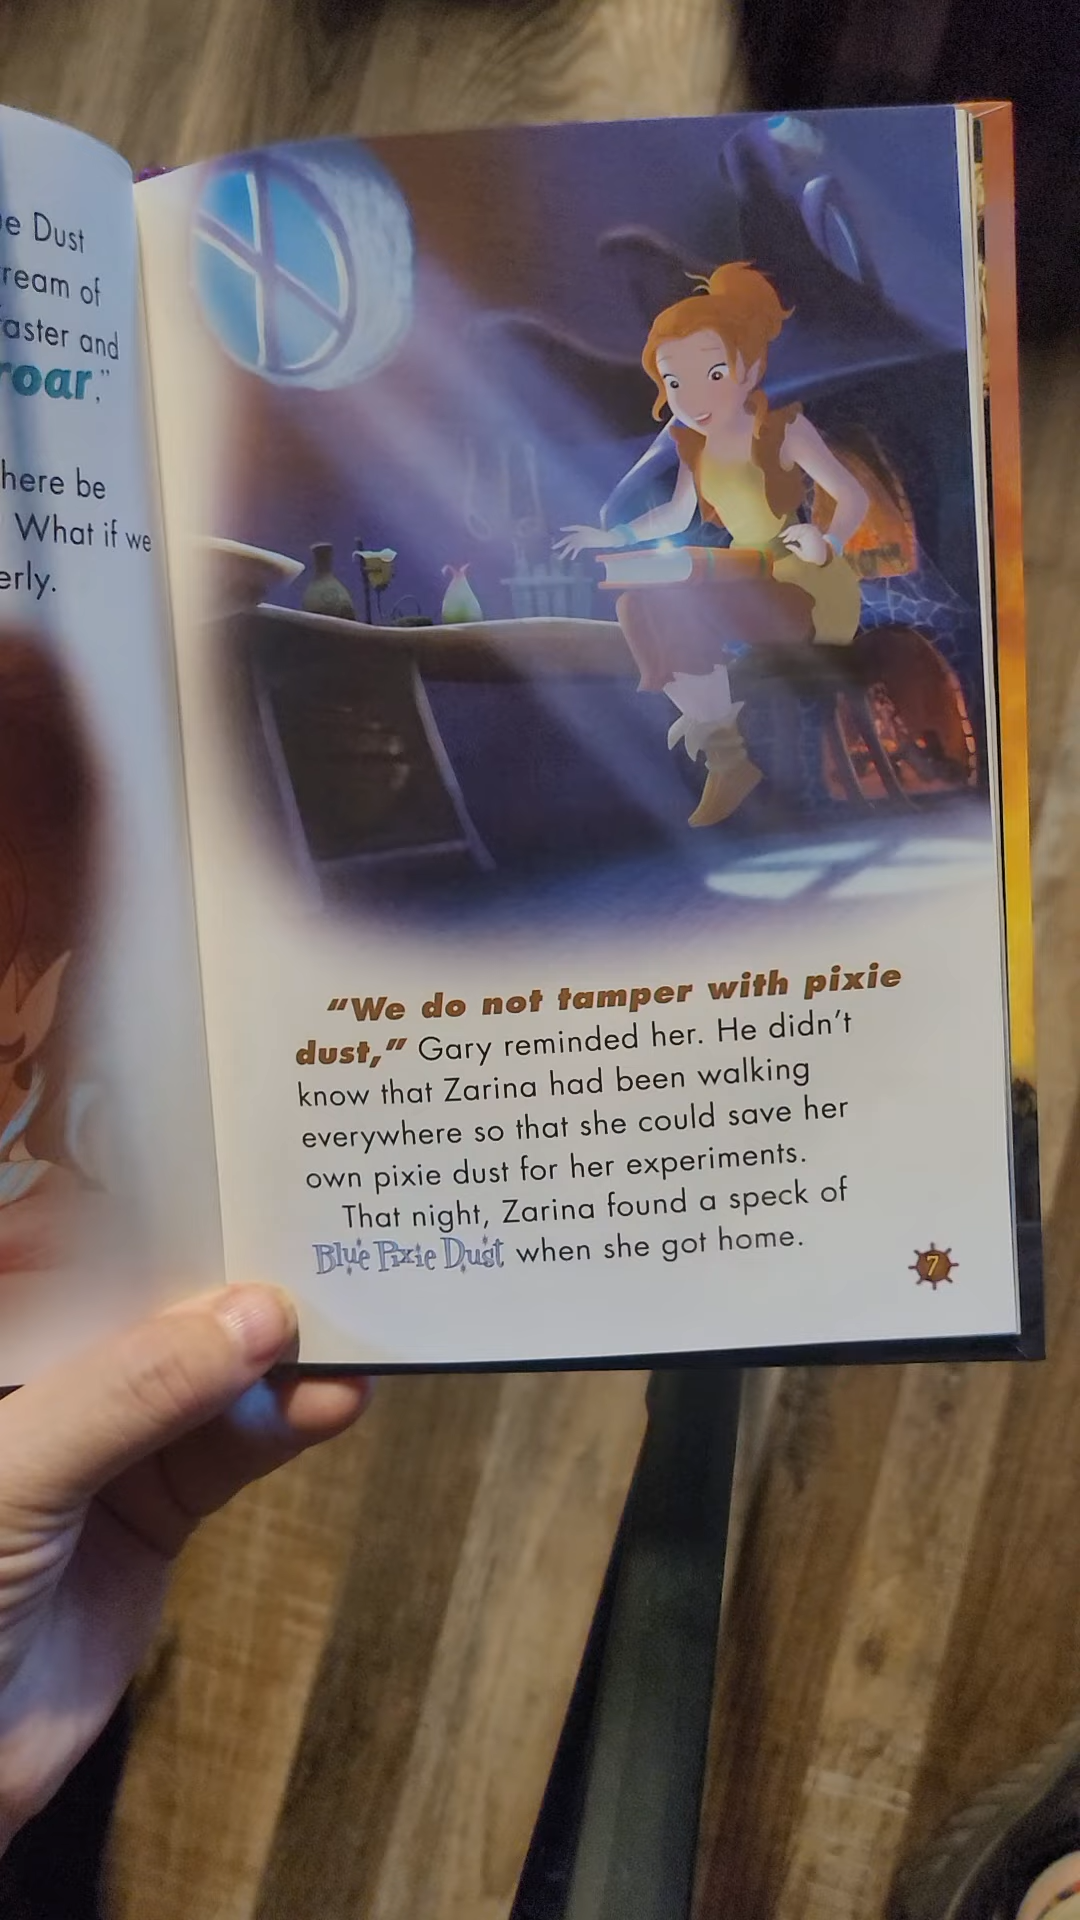 e Dust
ream of
aster and
roar."
here be
What if we
erly.
"We do not tamper with pixie
dust," Gary reminded her. He didn't
know that Zarina had been walking
everywhere so that she could save her
own pixie dust for her experiments.
That night, Zarina found a speck of
Blue Pixie Dust when she got home.
7